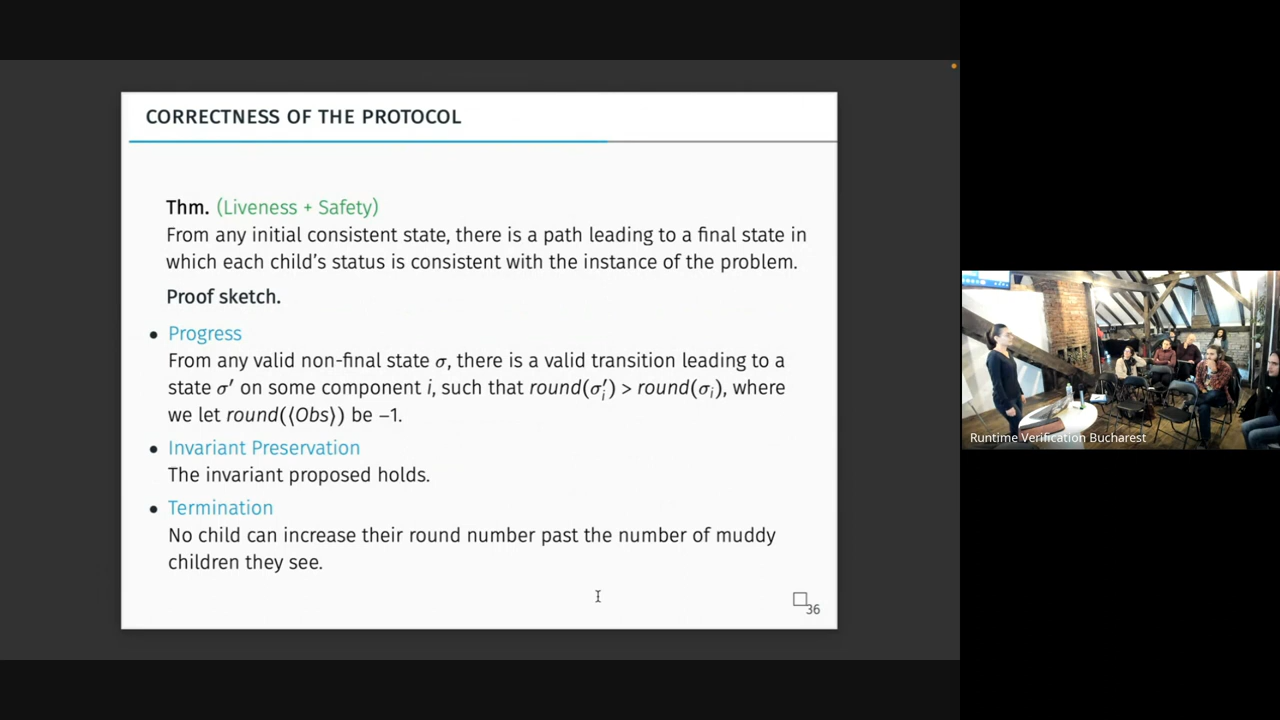 CORRECTNESS OF THE PROTOCOL
Thm. (Liveness + Safety)
From any initial consistent state, there is a path leading to a final state in
which each child's status is consistent with the instance of the problem.
Proof sketch.
• Progress
From any valid non-final state σ, there is a valid transition leading to a
state σ′ on some component i, such that round(σ′ᵢ) > round(σᵢ), where
we let round(⟨Obs⟩) be −1.
• Invariant Preservation
The invariant proposed holds.
• Termination
No child can increase their round number past the number of muddy
children they see.
□
36
Runtime Verification Bucharest